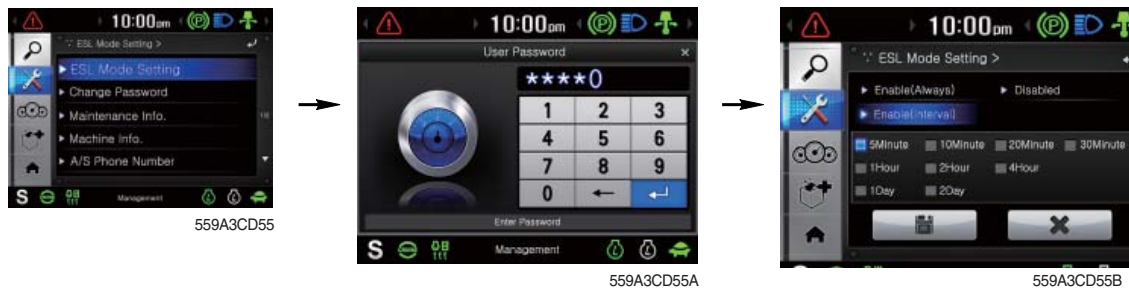 10:00pm
ESL Mode Setting >
ESL Mode Setting
Change Password
Maintenance Info.
Machine Info.
A/S Phone Number
S
Management
559A3CD55
10:00pm
User Password
****0
1 2 3
4 5 6
7 8 9
0
Enter Password
S
Management
559A3CD55A
10:00pm
ESL Mode Setting >
Enable(Always) Disabled
Enable(Interval)
5Minute 10Minute 20Minute 30Minute
1Hour 2Hour 4Hour
1Day 2Day
559A3CD55B